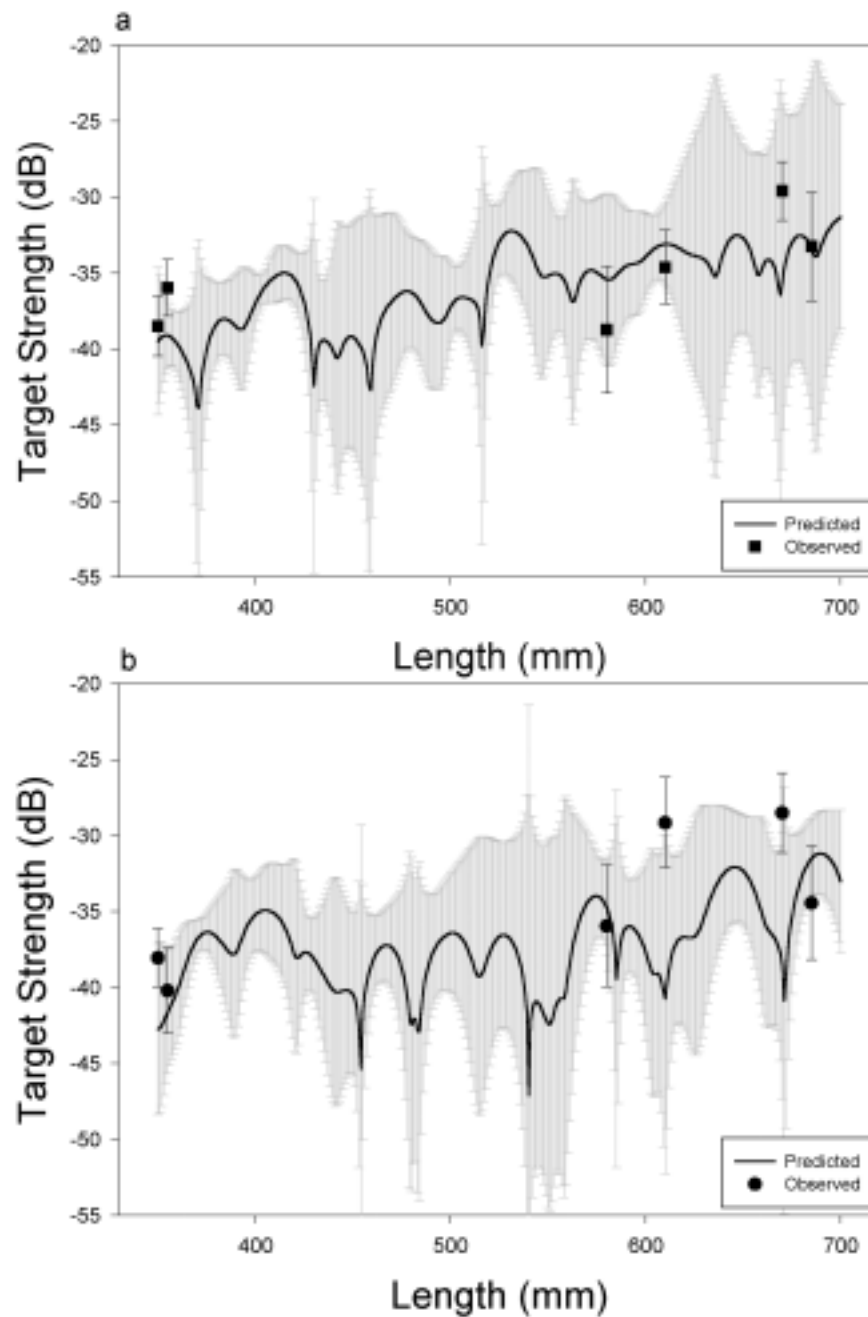 a
-20
-25
-30
-35
-40
-45
-50
-55
Target Strength (dB)
400
500
600
700
Length (mm)
Predicted
Observed
b
-20
-25
-30
-35
-40
-45
-50
-55
Target Strength (dB)
400
500
600
700
Length (mm)
Predicted
Observed